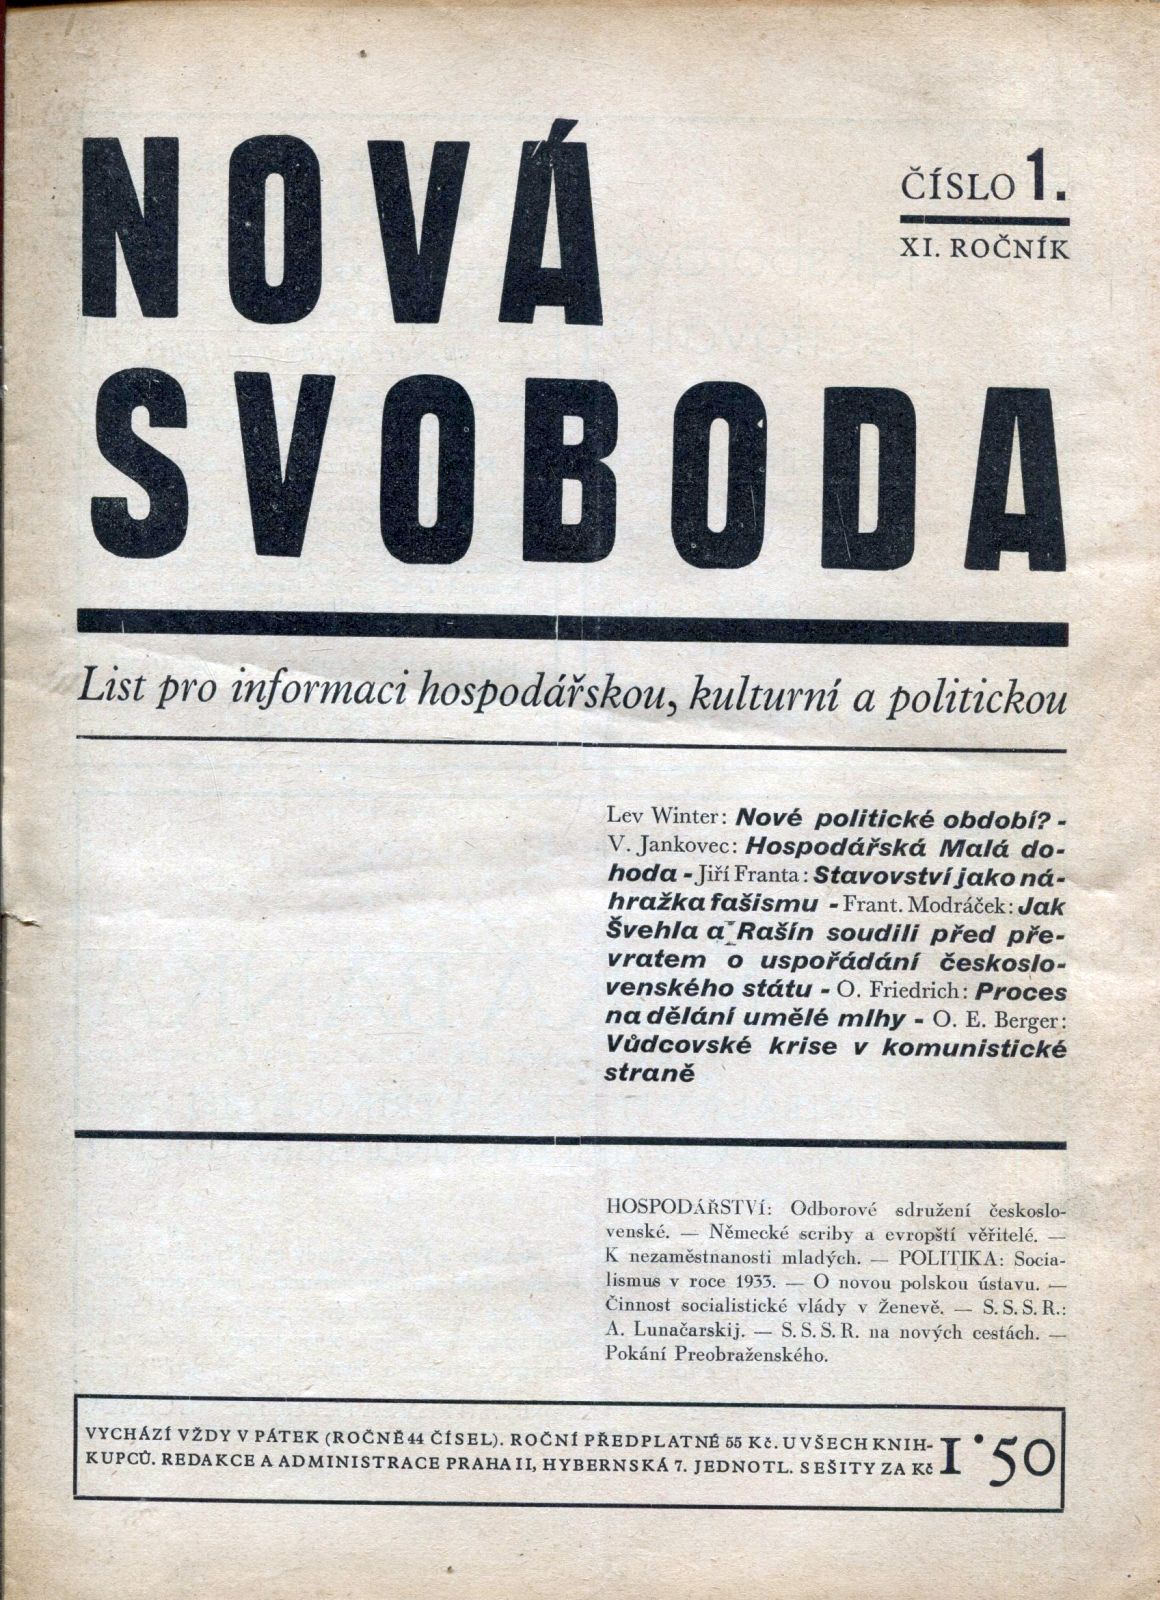 NOVÁ
SVOBODA
ČÍSLO 1.
XI. ROČNÍK
List pro informaci hospodářskou, kulturní a politickou
Lev Winter: Nové politické období? -
V. Jankovec: Hospodářská Malá do-
hoda - Jiří Franta: Stavovství jako ná-
hražka fašismu - Frant. Modráček: Jak
Švehla a Rašín soudili před pře-
vratem o uspořádání českoslo-
venského státu - O. Friedrich: Proces
na dělání umělé mlhy - O. E. Berger:
Vůdcovské krise v komunistické
straně
HOSPODÁŘSTVÍ: Odborové sdružení českoslo-
venské. — Německé scriby a evropští věřitelé. —
K nezaměstnanosti mladých. — POLITIKA: Socia-
lismus v roce 1933. — O novou polskou ústavu. —
Činnost socialistické vlády v Ženevě. — S. S. S. R.:
A. Lunačarskij. — S. S. S. R. na nových cestách. —
Pokání Preobraženského.
VYCHÁZÍ VŽDY V PÁTEK (ROČNĚ 44 ČÍSEL). ROČNÍ PŘEDPLATNÉ 55 Kč. U VŠECH KNIH-
KUPCŮ. REDAKCE A ADMINISTRACE PRAHA II, HYBERNSKÁ 7. JEDNOTL. SEŠITY ZA Kč 1·50